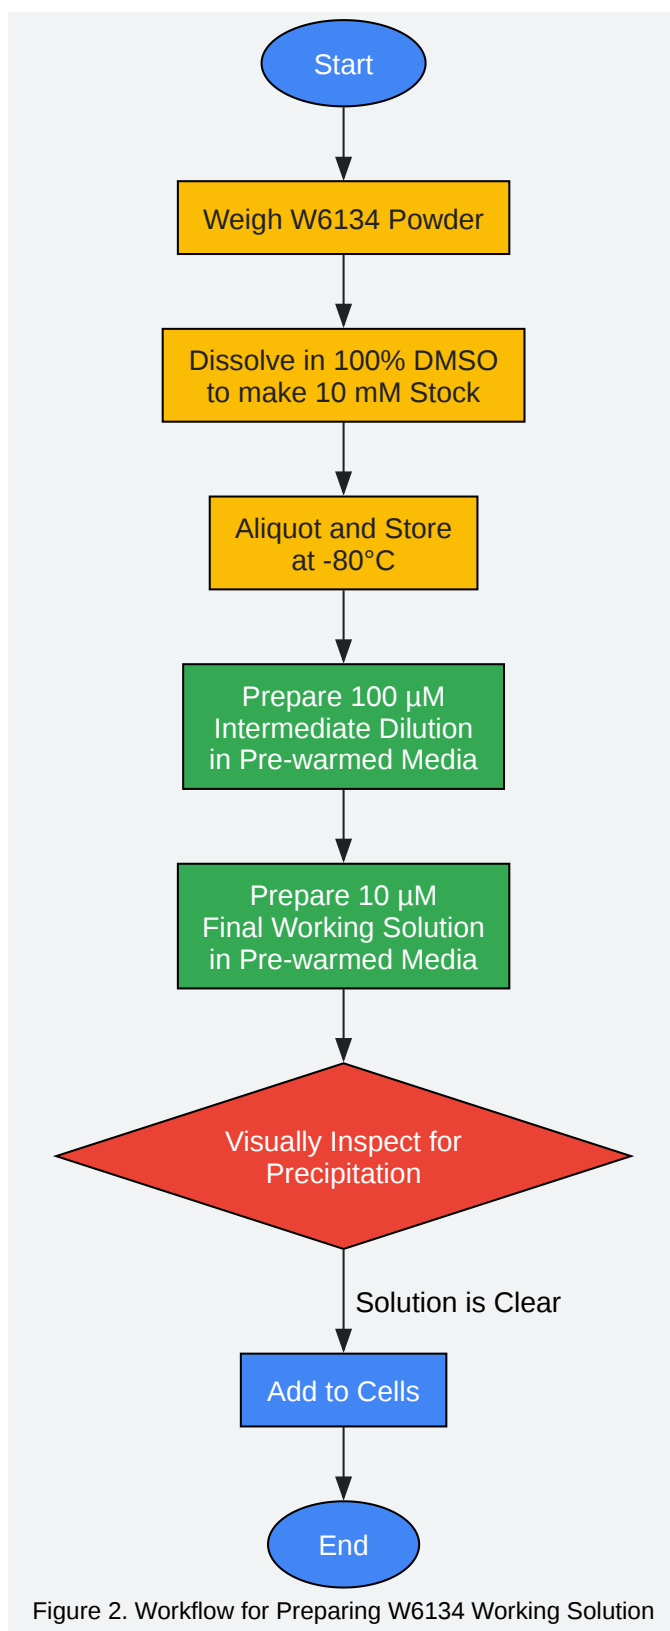 Start
Weigh W6134 Powder
Dissolve in 100% DMSO
to make 10 mM Stock
Aliquot and Store
at -80°C
Prepare 100 µM
Intermediate Dilution
in Pre-warmed Media
Prepare 10 µM
Final Working Solution
in Pre-warmed Media
Visually Inspect for
Precipitation
Solution is Clear
Add to Cells
End
Figure 2. Workflow for Preparing W6134 Working Solution